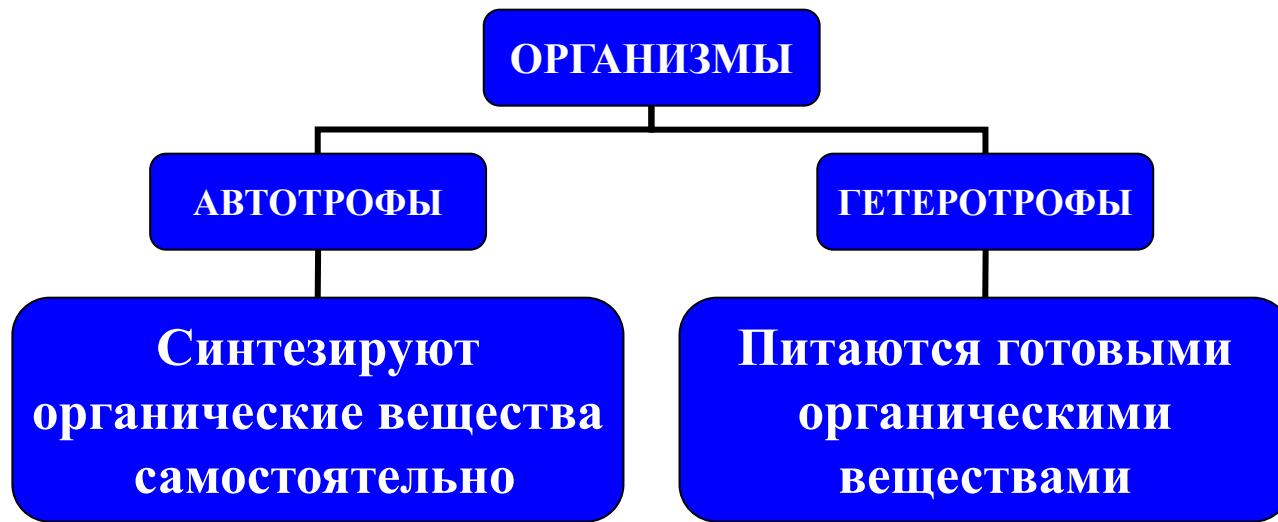 ОРГАНИЗМЫ
АВТОТРОФЫ
ГЕТЕРОТРОФЫ
Синтезируют
органические вещества
самостоятельно
Питаются готовыми
органическими
веществами